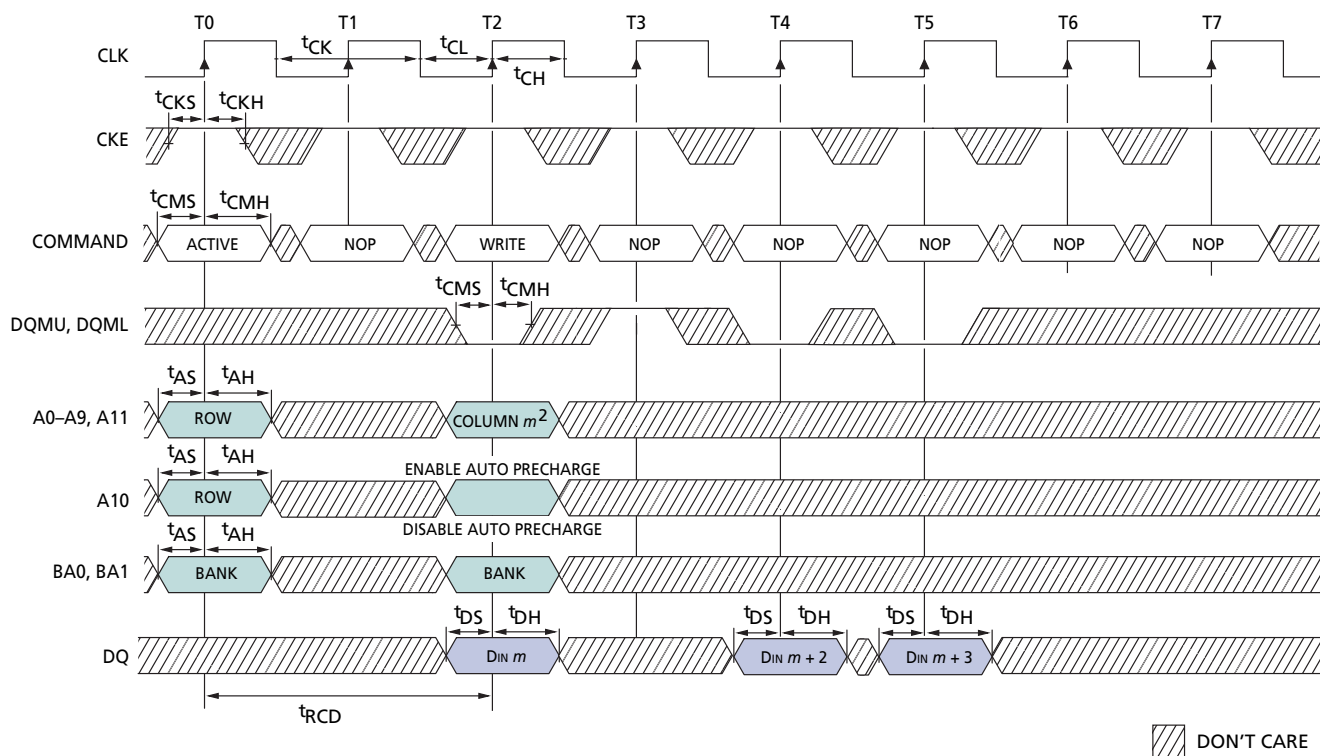 T0 T1 T2 T3 T4 T5 T6 T7
CLK
tCK tCL
tCH
tCKS tCKH
CKE
tCMS tCMH
COMMAND ACTIVE NOP WRITE NOP NOP NOP NOP NOP
tCMS tCMH
DQMU, DQML
tAS tAH
A0–A9, A11 ROW COLUMN m2
tAS tAH ENABLE AUTO PRECHARGE
A10 ROW
DISABLE AUTO PRECHARGE
tAS tAH
BA0, BA1 BANK BANK
tDS tDH tDS tDH tDS tDH
DQ DIN m DIN m + 2 DIN m + 3
tRCD
DON'T CARE